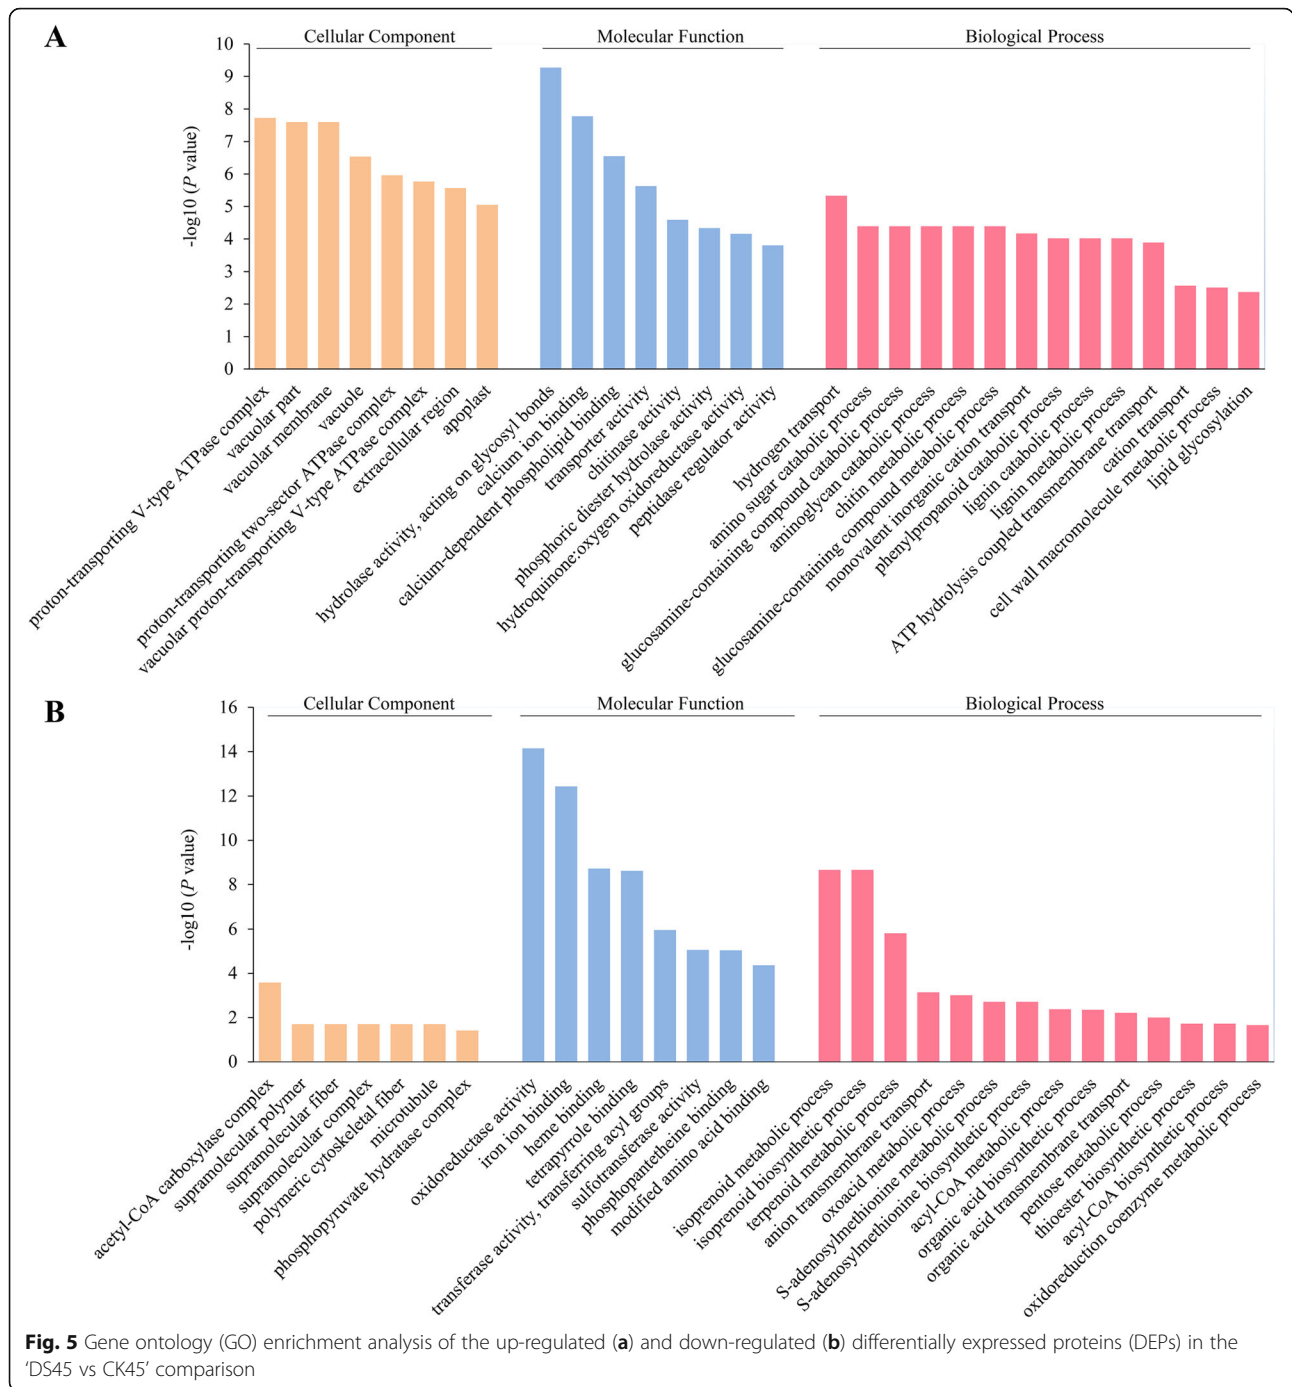 A
Cellular Component
Molecular Function
Biological Process
-log10 (P value)
10
9
8
7
6
5
4
3
2
1
0
proton-transporting V-type ATPase complex
vacuolar part
vacuolar membrane
vacuole
proton-transporting two-sector ATPase complex
vacuolar proton-transporting V-type ATPase complex
extracellular region
apoplast
hydrolase activity, acting on glycosyl bonds
calcium ion binding
calcium-dependent phospholipid binding
transporter activity
chitinase activity
phosphoric diester hydrolase activity
hydroquinone:oxygen oxidoreductase activity
peptidase regulator activity
hydrogen transport
amino sugar catabolic process
glucosamine-containing compound catabolic process
aminoglycan catabolic process
chitin metabolic process
glucosamine-containing compound metabolic process
monovalent inorganic cation transport
phenylpropanoid catabolic process
lignin catabolic process
lignin metabolic process
ATP hydrolysis coupled transmembrane transport
cation transport
cell wall macromolecule metabolic process
lipid glycosylation
B
Cellular Component
Molecular Function
Biological Process
-log10 (P value)
16
14
12
10
8
6
4
2
0
acetyl-CoA carboxylase complex
supramolecular polymer
supramolecular fiber
supramolecular complex
polymeric cytoskeletal fiber
microtubule
phosphopyruvate hydratase complex
oxidoreductase activity
iron ion binding
heme binding
tetrapyrrole binding
transferase activity, transferring acyl groups
sulfotransferase activity
phosphopantetheine binding
modified amino acid binding
isoprenoid metabolic process
isoprenoid biosynthetic process
terpenoid metabolic process
anion transmembrane transport
oxoacid metabolic process
S-adenosylmethionine metabolic process
S-adenosylmethionine biosynthetic process
acyl-CoA metabolic process
organic acid biosynthetic process
organic acid transmembrane transport
pentose metabolic process
thioester biosynthetic process
acyl-CoA biosynthetic process
oxidoreduction coenzyme metabolic process
Fig. 5 Gene ontology (GO) enrichment analysis of the up-regulated (a) and down-regulated (b) differentially expressed proteins (DEPs) in the
'DS45 vs CK45' comparison